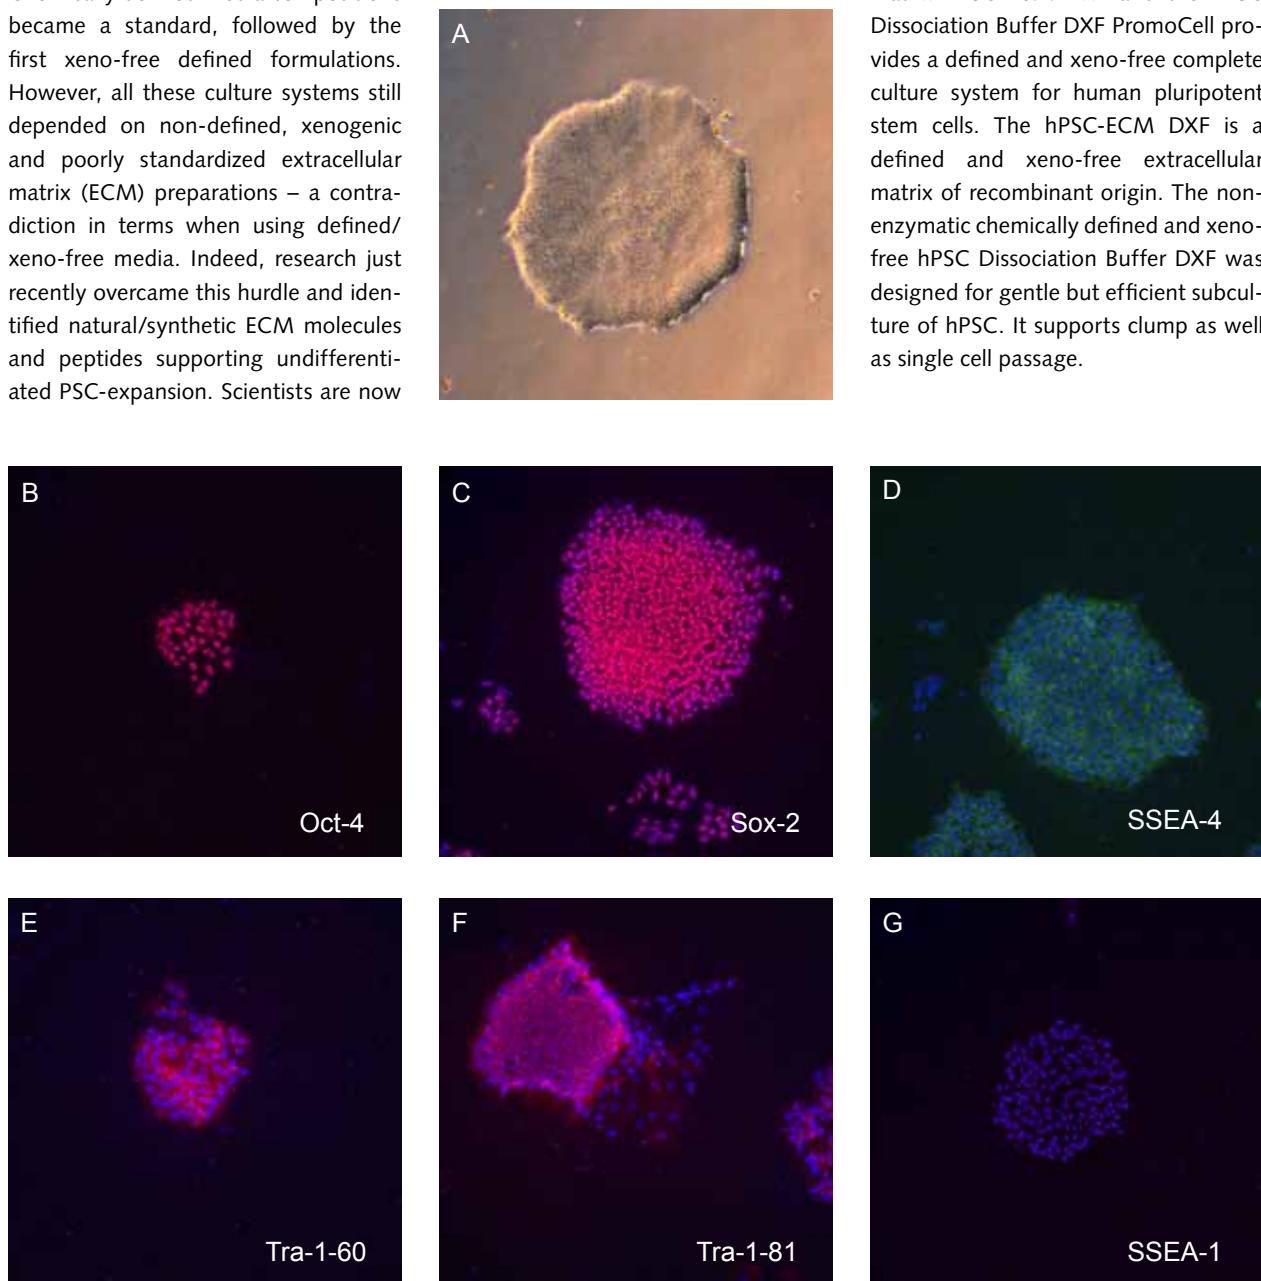 became a standard, followed by the
first xeno-free defined formulations.
However, all these culture systems still
depended on non-defined, xenogenic
and poorly standardized extracellular
matrix (ECM) preparations – a contra-
diction in terms when using defined/
xeno-free media. Indeed, research just
recently overcame this hurdle and iden-
tified natural/synthetic ECM molecules
and peptides supporting undifferenti-
ated PSC-expansion. Scientists are now
A
Dissociation Buffer DXF PromoCell pro-
vides a defined and xeno-free complete
culture system for human pluripotent
stem cells. The hPSC-ECM DXF is a
defined and xeno-free extracellular
matrix of recombinant origin. The non-
enzymatic chemically defined and xeno-
free hPSC Dissociation Buffer DXF was
designed for gentle but efficient subcul-
ture of hPSC. It supports clump as well
as single cell passage.
B
Oct-4
C
Sox-2
D
SSEA-4
E
Tra-1-60
F
Tra-1-81
G
SSEA-1